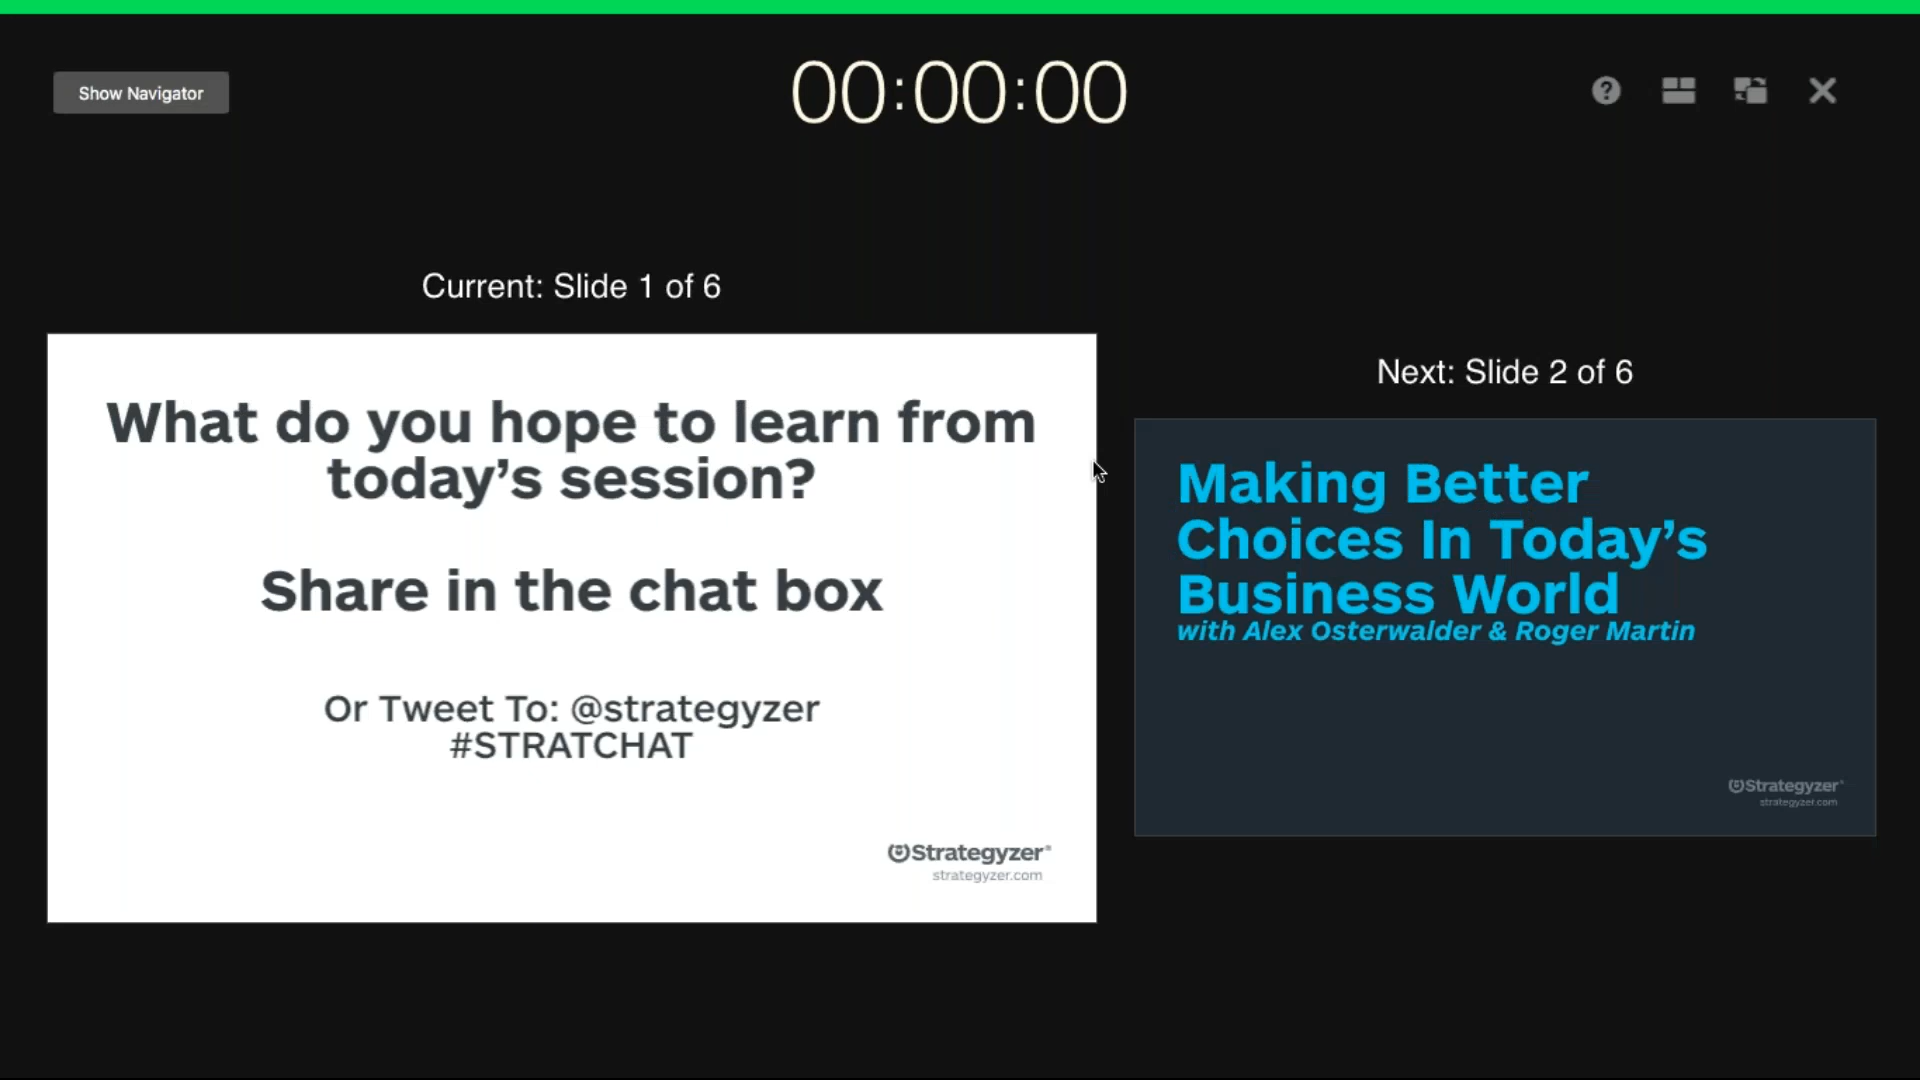 Show Navigator
00:00:00
Current: Slide 1 of 6
What do you hope to learn from
today’s session?
Share in the chat box
Or Tweet To: @strategyzer
#STRATCHAT
Strategyzer®
strategyzer.com
Next: Slide 2 of 6
Making Better
Choices In Today’s
Business World
with Alex Osterwalder & Roger Martin
Strategyzer®
strategyzer.com